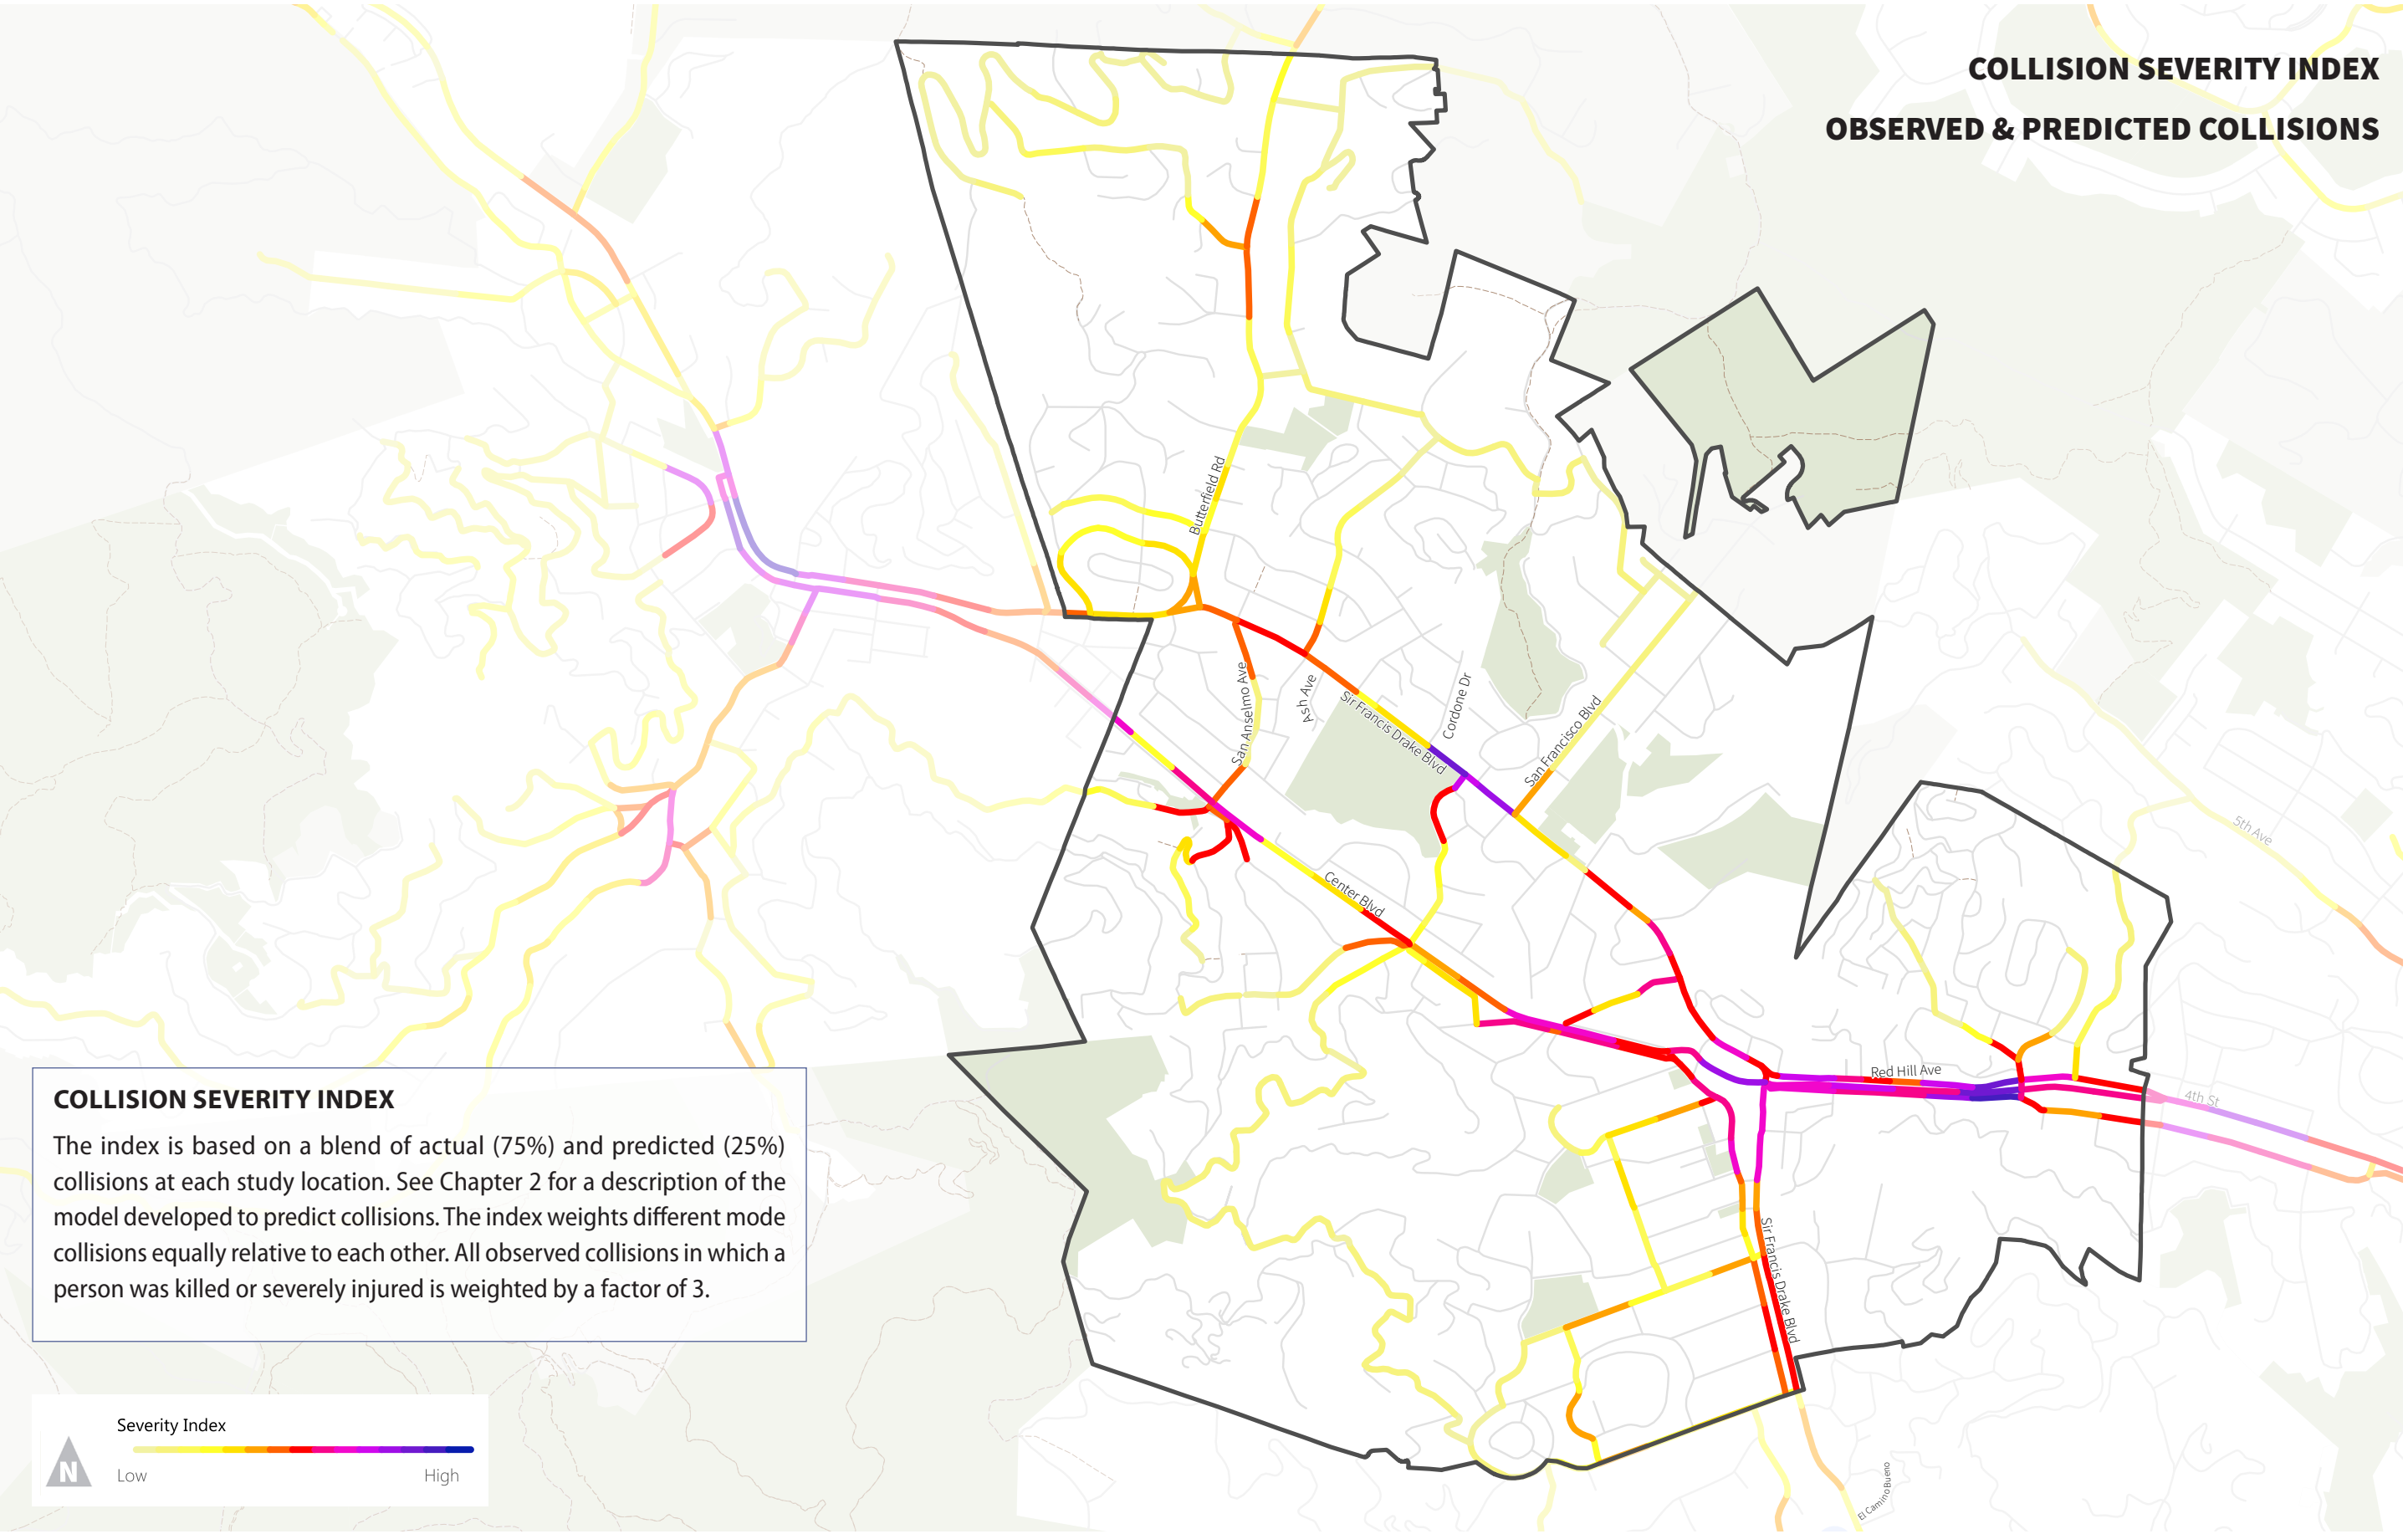 COLLISION SEVERITY INDEX
OBSERVED & PREDICTED COLLISIONS
Butterfield Rd
San Anselmo Ave
Ash Ave
Sir Francis Drake Blvd
Cordone Dr
San Francisco Blvd
Center Blvd
5th Ave
Red Hill Ave
4th St
Sir Francis Drake Blvd
El Camino Bueno
COLLISION SEVERITY INDEX
The index is based on a blend of actual (75%) and predicted (25%)
collisions at each study location. See Chapter 2 for a description of the
model developed to predict collisions. The index weights different mode
collisions equally relative to each other. All observed collisions in which a
person was killed or severely injured is weighted by a factor of 3.
Severity Index
Low High
N